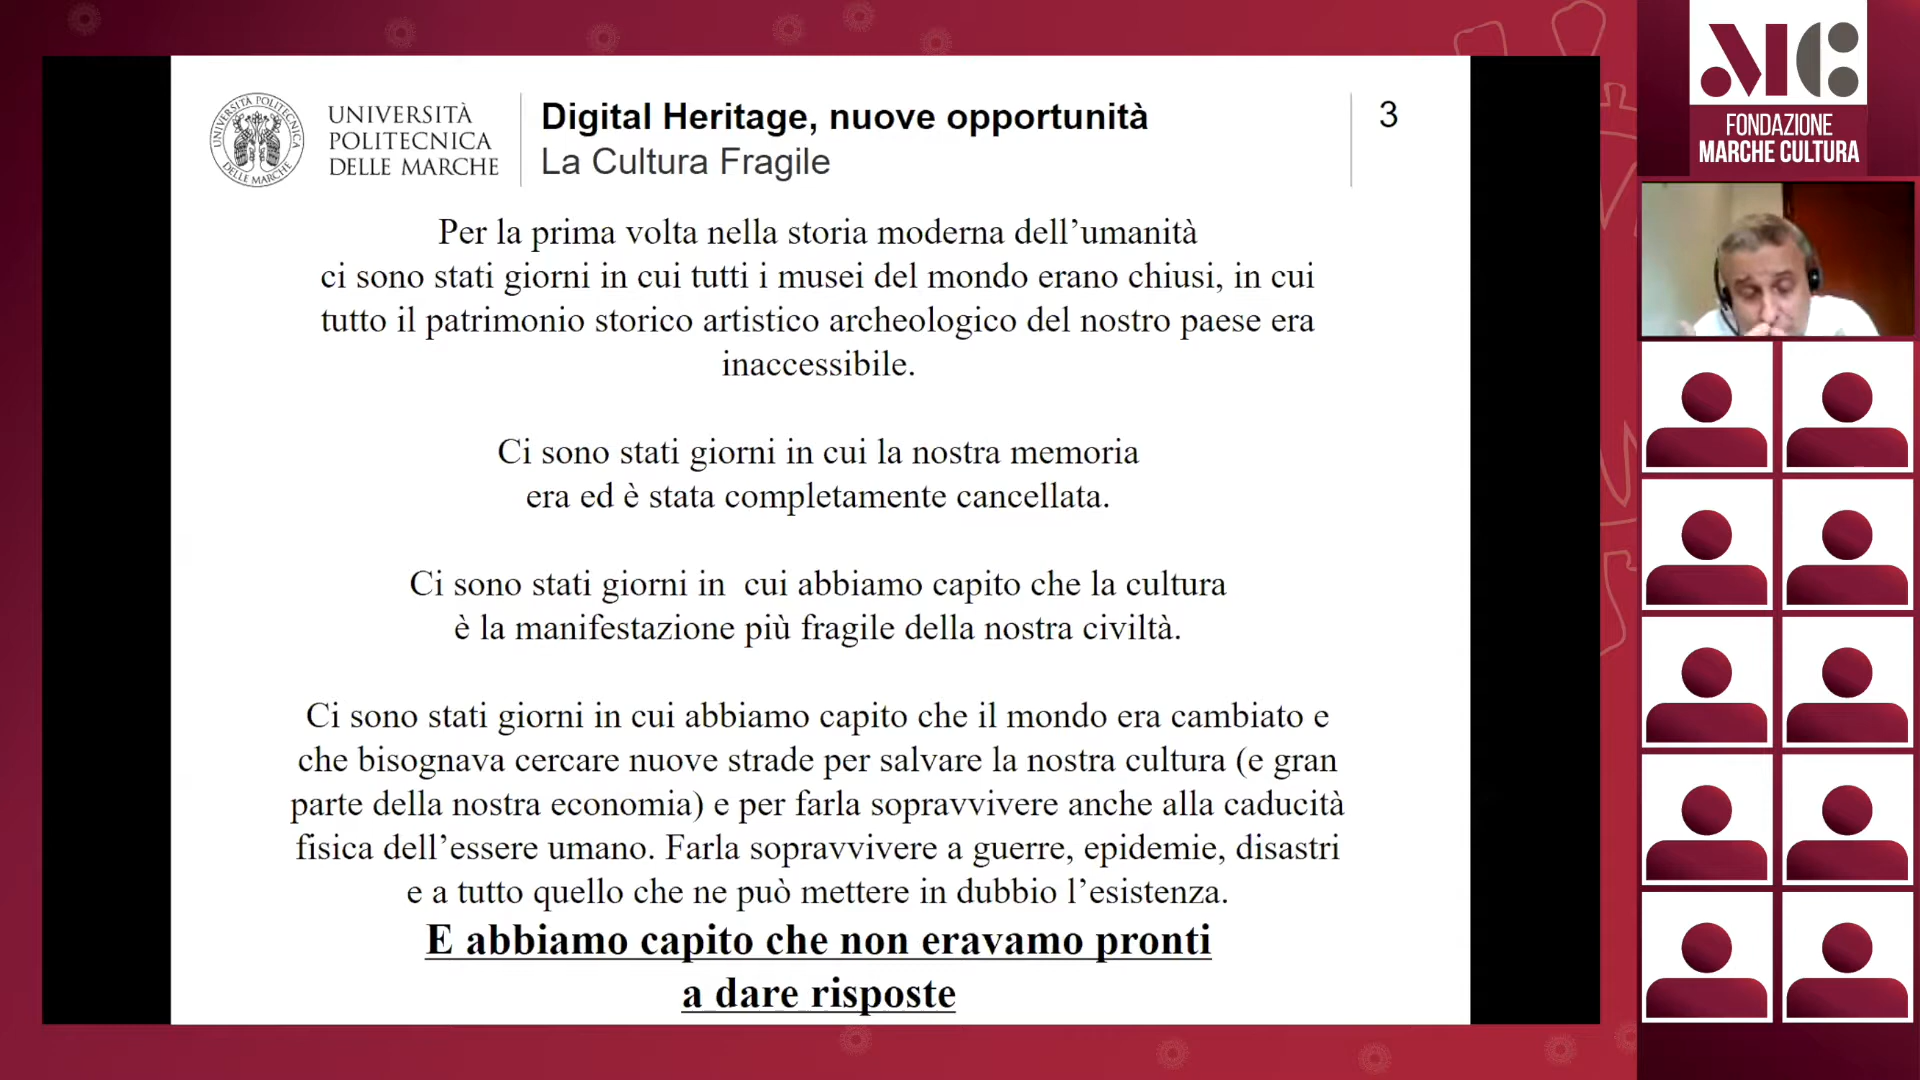 UNIVERSITÀ
POLITECNICA
DELLE MARCHE
UNIVERSITÀ POLITECNICA
DELLE MARCHE
Digital Heritage, nuove opportunità
La Cultura Fragile
3
Per la prima volta nella storia moderna dell’umanità
ci sono stati giorni in cui tutti i musei del mondo erano chiusi, in cui
tutto il patrimonio storico artistico archeologico del nostro paese era
inaccessibile.
Ci sono stati giorni in cui la nostra memoria
era ed è stata completamente cancellata.
Ci sono stati giorni in  cui abbiamo capito che la cultura
è la manifestazione più fragile della nostra civiltà.
Ci sono stati giorni in cui abbiamo capito che il mondo era cambiato e
che bisognava cercare nuove strade per salvare la nostra cultura (e gran
parte della nostra economia) e per farla sopravvivere anche alla caducità
fisica dell’essere umano. Farla sopravvivere a guerre, epidemie, disastri
e a tutto quello che ne può mettere in dubbio l’esistenza.
E abbiamo capito che non eravamo pronti
a dare risposte
MC
FONDAZIONE
MARCHE CULTURA